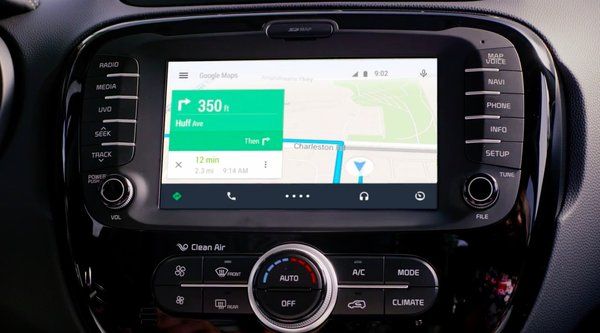 SD CARD
RADIO
MEDIA
UVO
SEEK
TRACK
POWER
PUSH
VOL
Google Maps
9:02
350 ft
Huff Ave
Then
12 min
2.3 mi · 9:14 AM
Charleston Rd
MAP
VOICE
NAVI
PHONE
INFO
SETUP
TUNE
FILE
Clean Air
FRONT
REAR
AUTO
OFF
A/C
MODE
CLIMATE